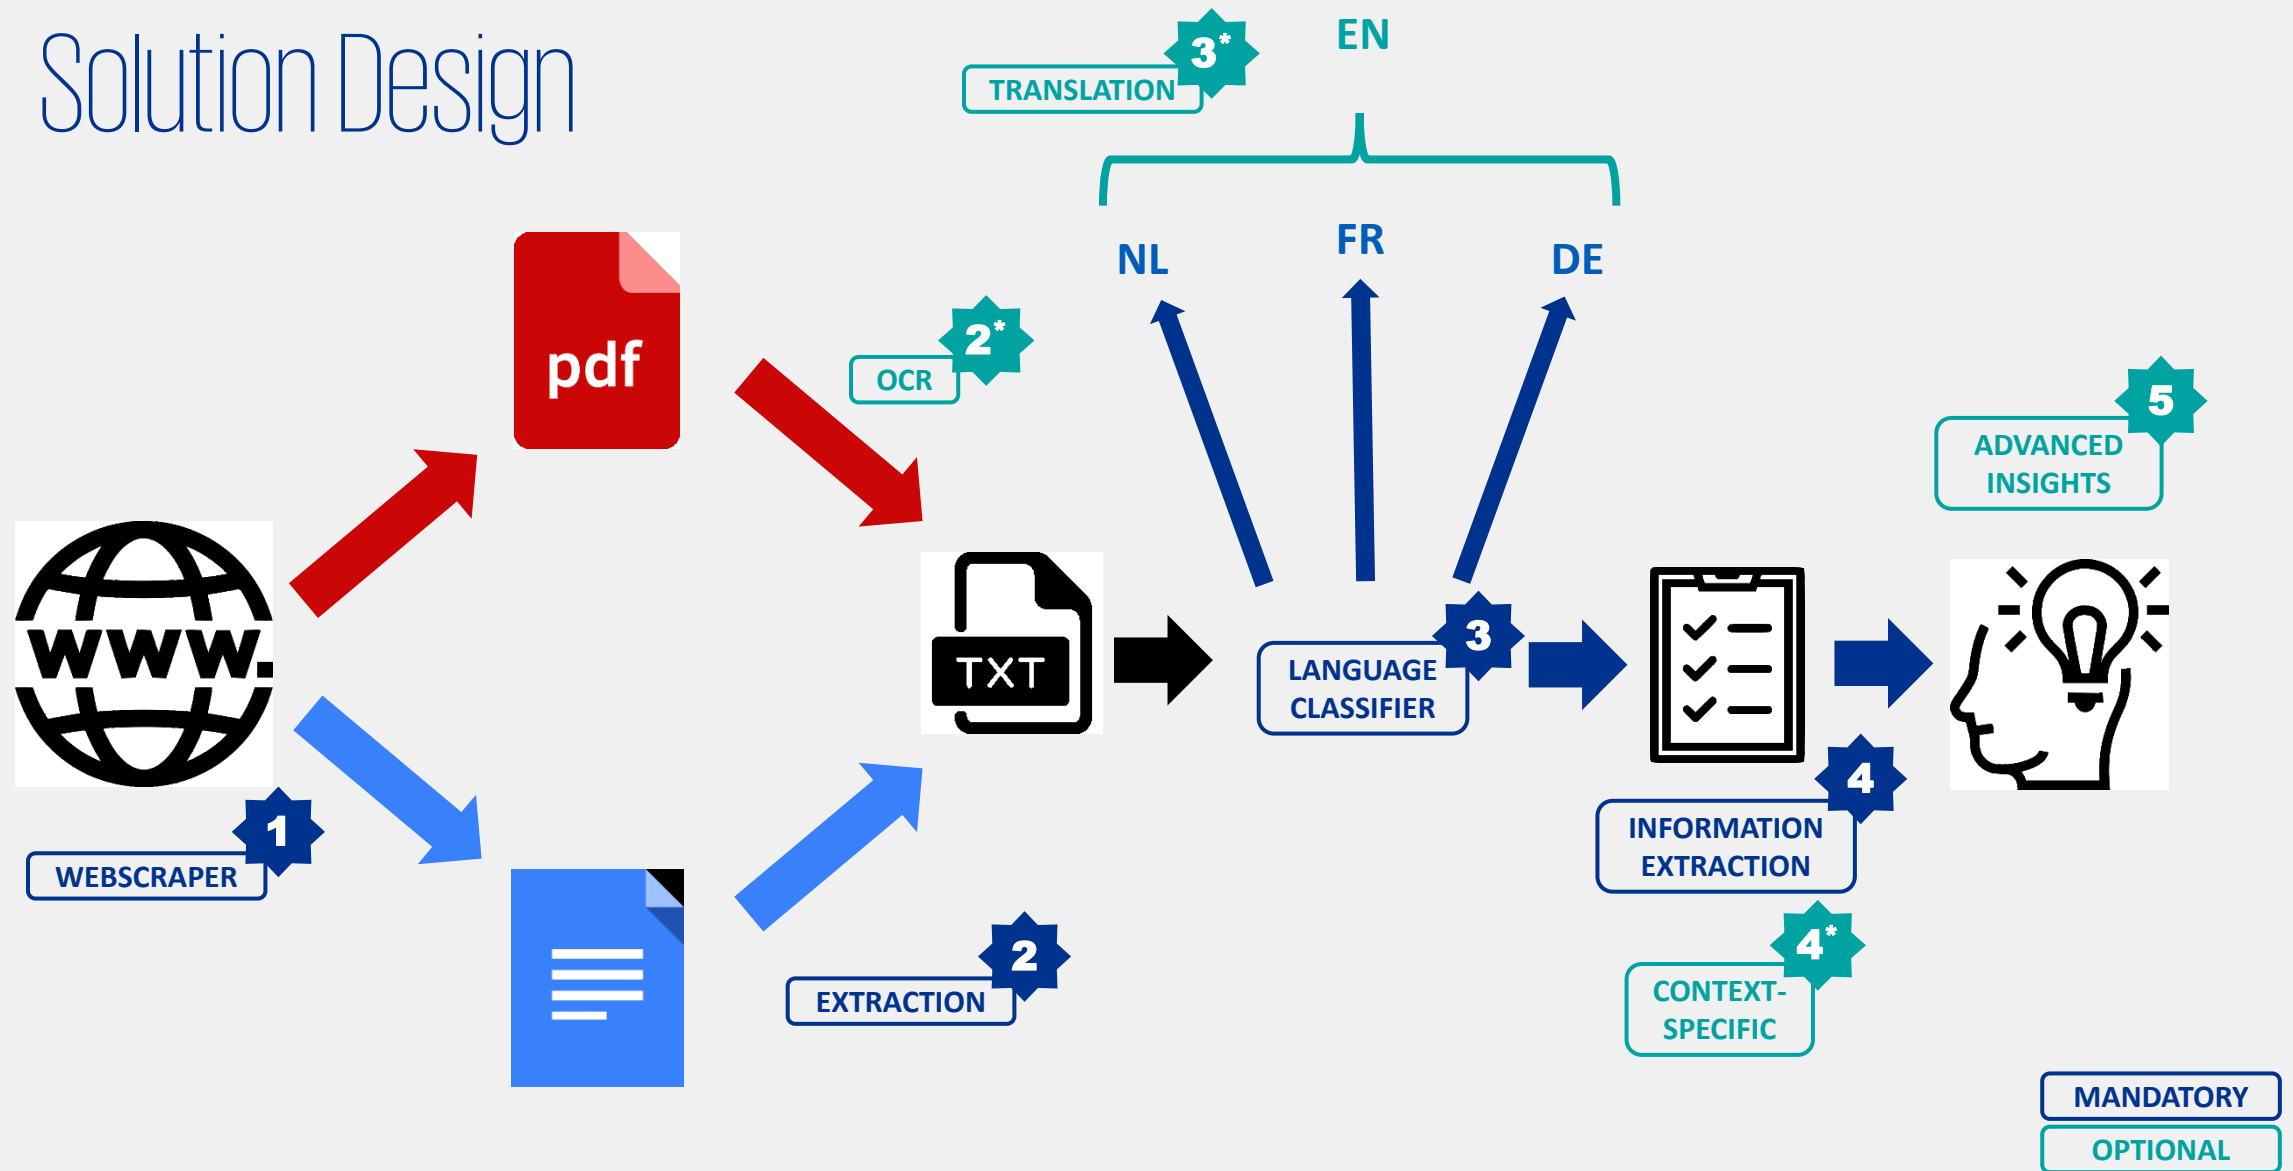 Solution Design
3*
TRANSLATION
EN
NL
FR
DE
pdf
2*
OCR
5
ADVANCED
INSIGHTS
www.
1
WEBSCRAPER
TXT
3
LANGUAGE
CLASSIFIER
4
INFORMATION
EXTRACTION
2
EXTRACTION
4*
CONTEXT-
SPECIFIC
MANDATORY
OPTIONAL